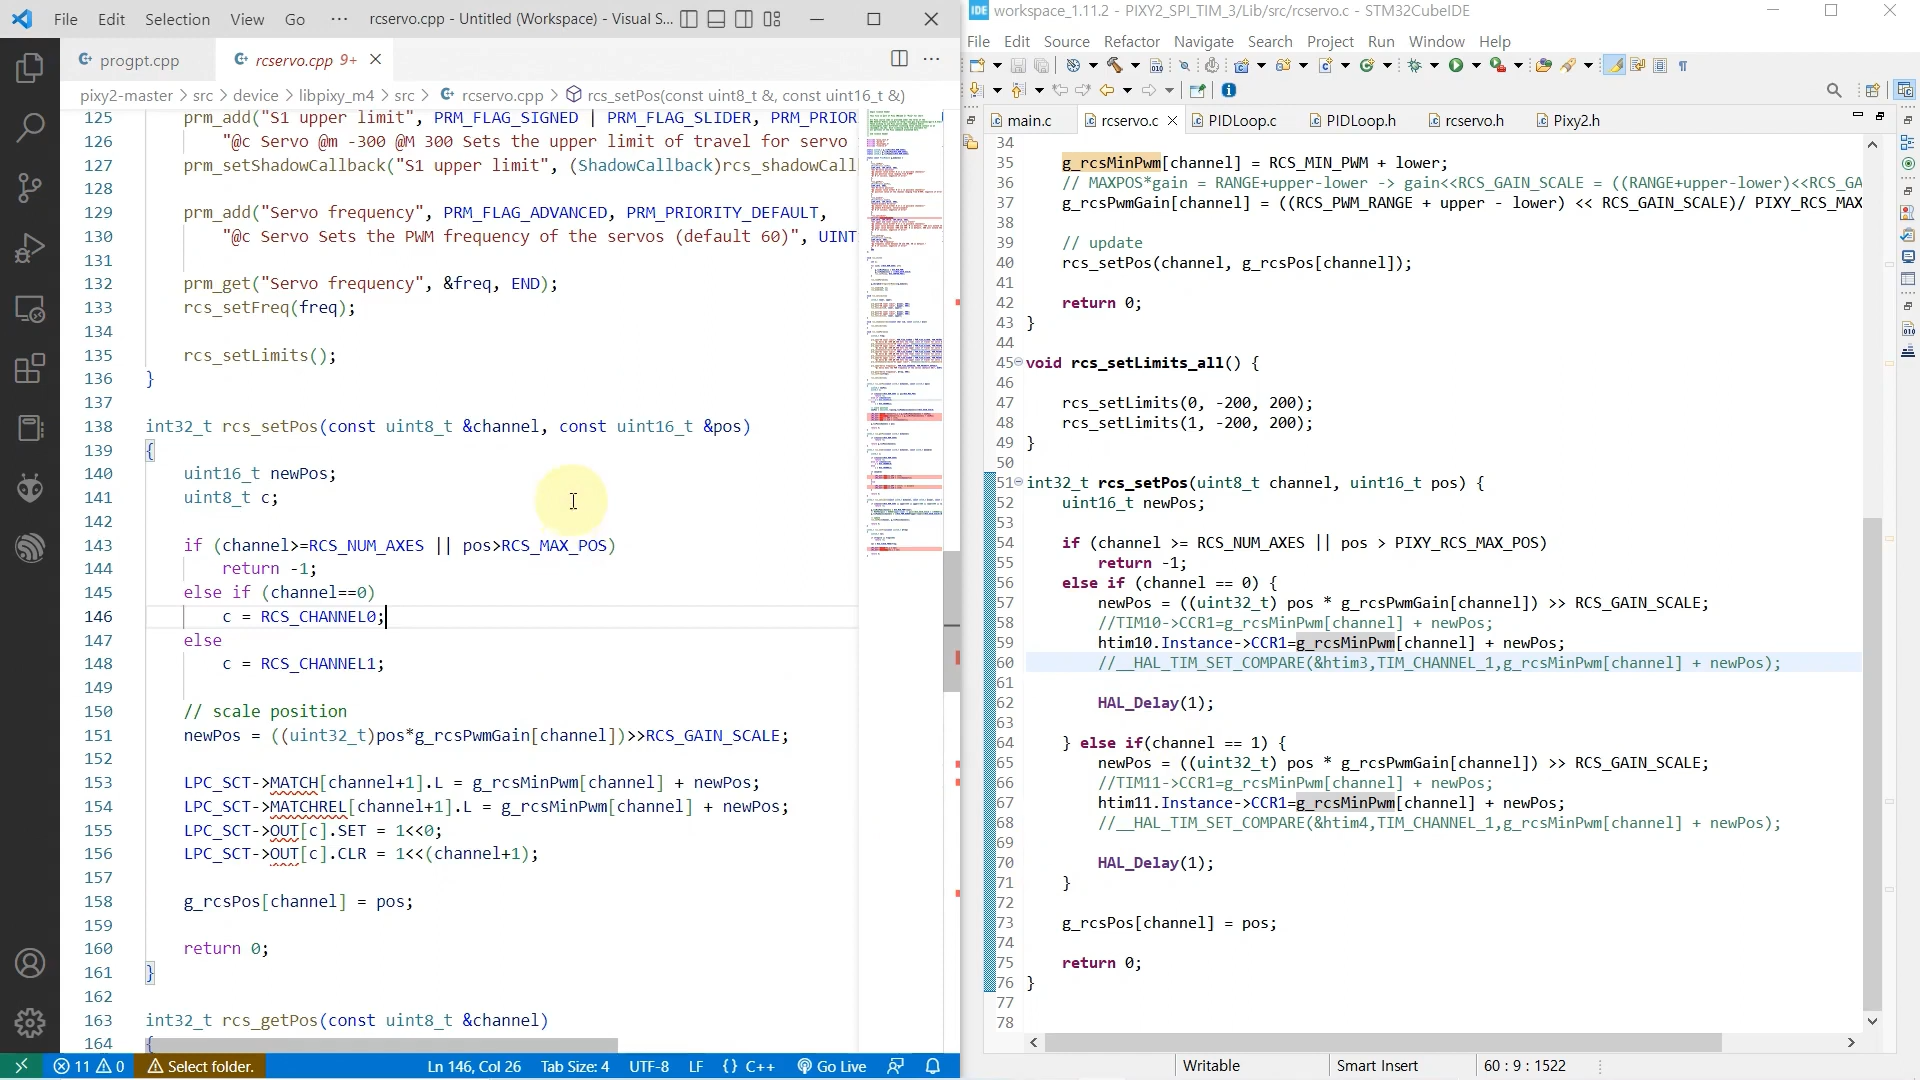 File Edit Selection View Go ··· rcservo.cpp - Untitled (Workspace) - Visual S...
progpt.cpp rcservo.cpp 9+
pixy2-master > src > device > libpixy_m4 > src > rcservo.cpp > rcs_setPos(const uint8_t &, const uint16_t &)
125 prm_add("S1 upper limit", PRM_FLAG_SIGNED | PRM_FLAG_SLIDER, PRM_PRIOR
126 "@c Servo @m -300 @M 300 Sets the upper limit of travel for servo
127 prm_setShadowCallback("S1 upper limit", (ShadowCallback)rcs_shadowCall
128
129 prm_add("Servo frequency", PRM_FLAG_ADVANCED, PRM_PRIORITY_DEFAULT,
130 "@c Servo Sets the PWM frequency of the servos (default 60)", UINT
131
132 prm_get("Servo frequency", &freq, END);
133 rcs_setFreq(freq);
134
135 rcs_setLimits();
136 }
137
138 int32_t rcs_setPos(const uint8_t &channel, const uint16_t &pos)
139 {
140 uint16_t newPos;
141 uint8_t c;
142
143 if (channel>=RCS_NUM_AXES || pos>RCS_MAX_POS)
144 return -1;
145 else if (channel==0)
146 c = RCS_CHANNEL0;
147 else
148 c = RCS_CHANNEL1;
149
150 // scale position
151 newPos = ((uint32_t)pos*g_rcsPwmGain[channel])>>RCS_GAIN_SCALE;
152
153 LPC_SCT->MATCH[channel+1].L = g_rcsMinPwm[channel] + newPos;
154 LPC_SCT->MATCHREL[channel+1].L = g_rcsMinPwm[channel] + newPos;
155 LPC_SCT->OUT[c].SET = 1<<0;
156 LPC_SCT->OUT[c].CLR = 1<<(channel+1);
157
158 g_rcsPos[channel] = pos;
159
160 return 0;
161 }
162
163 int32_t rcs_getPos(const uint8_t &channel)
164 {
11 0 Select folder. Ln 146, Col 26 Tab Size: 4 UTF-8 LF {} C++ Go Live
IDE workspace_1.11.2 - PIXY2_SPI_TIM_3/Lib/src/rcservo.c - STM32CubeIDE
File Edit Source Refactor Navigate Search Project Run Window Help
main.c rcservo.c PIDLoop.c PIDLoop.h rcservo.h Pixy2.h
34
35 g_rcsMinPwm[channel] = RCS_MIN_PWM + lower;
36 // MAXPOS*gain = RANGE+upper-lower -> gain<<RCS_GAIN_SCALE = ((RANGE+upper-lower)<<RCS_GA
37 g_rcsPwmGain[channel] = ((RCS_PWM_RANGE + upper - lower) << RCS_GAIN_SCALE)/ PIXY_RCS_MAX
38
39 // update
40 rcs_setPos(channel, g_rcsPos[channel]);
41
42 return 0;
43 }
44
45 void rcs_setLimits_all() {
46
47 rcs_setLimits(0, -200, 200);
48 rcs_setLimits(1, -200, 200);
49 }
50
51 int32_t rcs_setPos(uint8_t channel, uint16_t pos) {
52 uint16_t newPos;
53
54 if (channel >= RCS_NUM_AXES || pos > PIXY_RCS_MAX_POS)
55 return -1;
56 else if (channel == 0) {
57 newPos = ((uint32_t) pos * g_rcsPwmGain[channel]) >> RCS_GAIN_SCALE;
58 //TIM10->CCR1=g_rcsMinPwm[channel] + newPos;
59 htim10.Instance->CCR1=g_rcsMinPwm[channel] + newPos;
60 //__HAL_TIM_SET_COMPARE(&htim3,TIM_CHANNEL_1,g_rcsMinPwm[channel] + newPos);
61
62 HAL_Delay(1);
63
64 } else if(channel == 1) {
65 newPos = ((uint32_t) pos * g_rcsPwmGain[channel]) >> RCS_GAIN_SCALE;
66 //TIM11->CCR1=g_rcsMinPwm[channel] + newPos;
67 htim11.Instance->CCR1=g_rcsMinPwm[channel] + newPos;
68 //__HAL_TIM_SET_COMPARE(&htim4,TIM_CHANNEL_1,g_rcsMinPwm[channel] + newPos);
69
70 HAL_Delay(1);
71 }
72
73 g_rcsPos[channel] = pos;
74
75 return 0;
76 }
77
78
Writable Smart Insert 60 : 9 : 1522